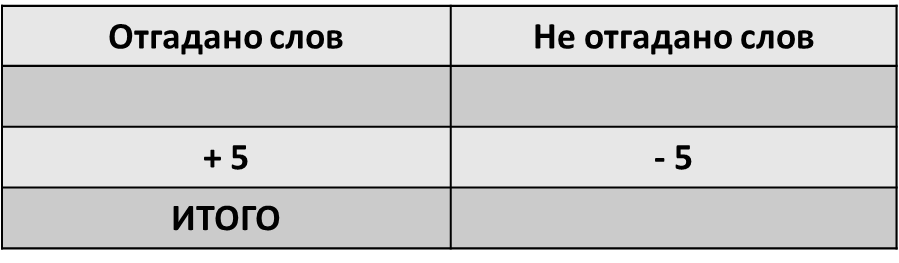 Отгадано слов Не отгадано слов
+ 5 - 5
ИТОГО